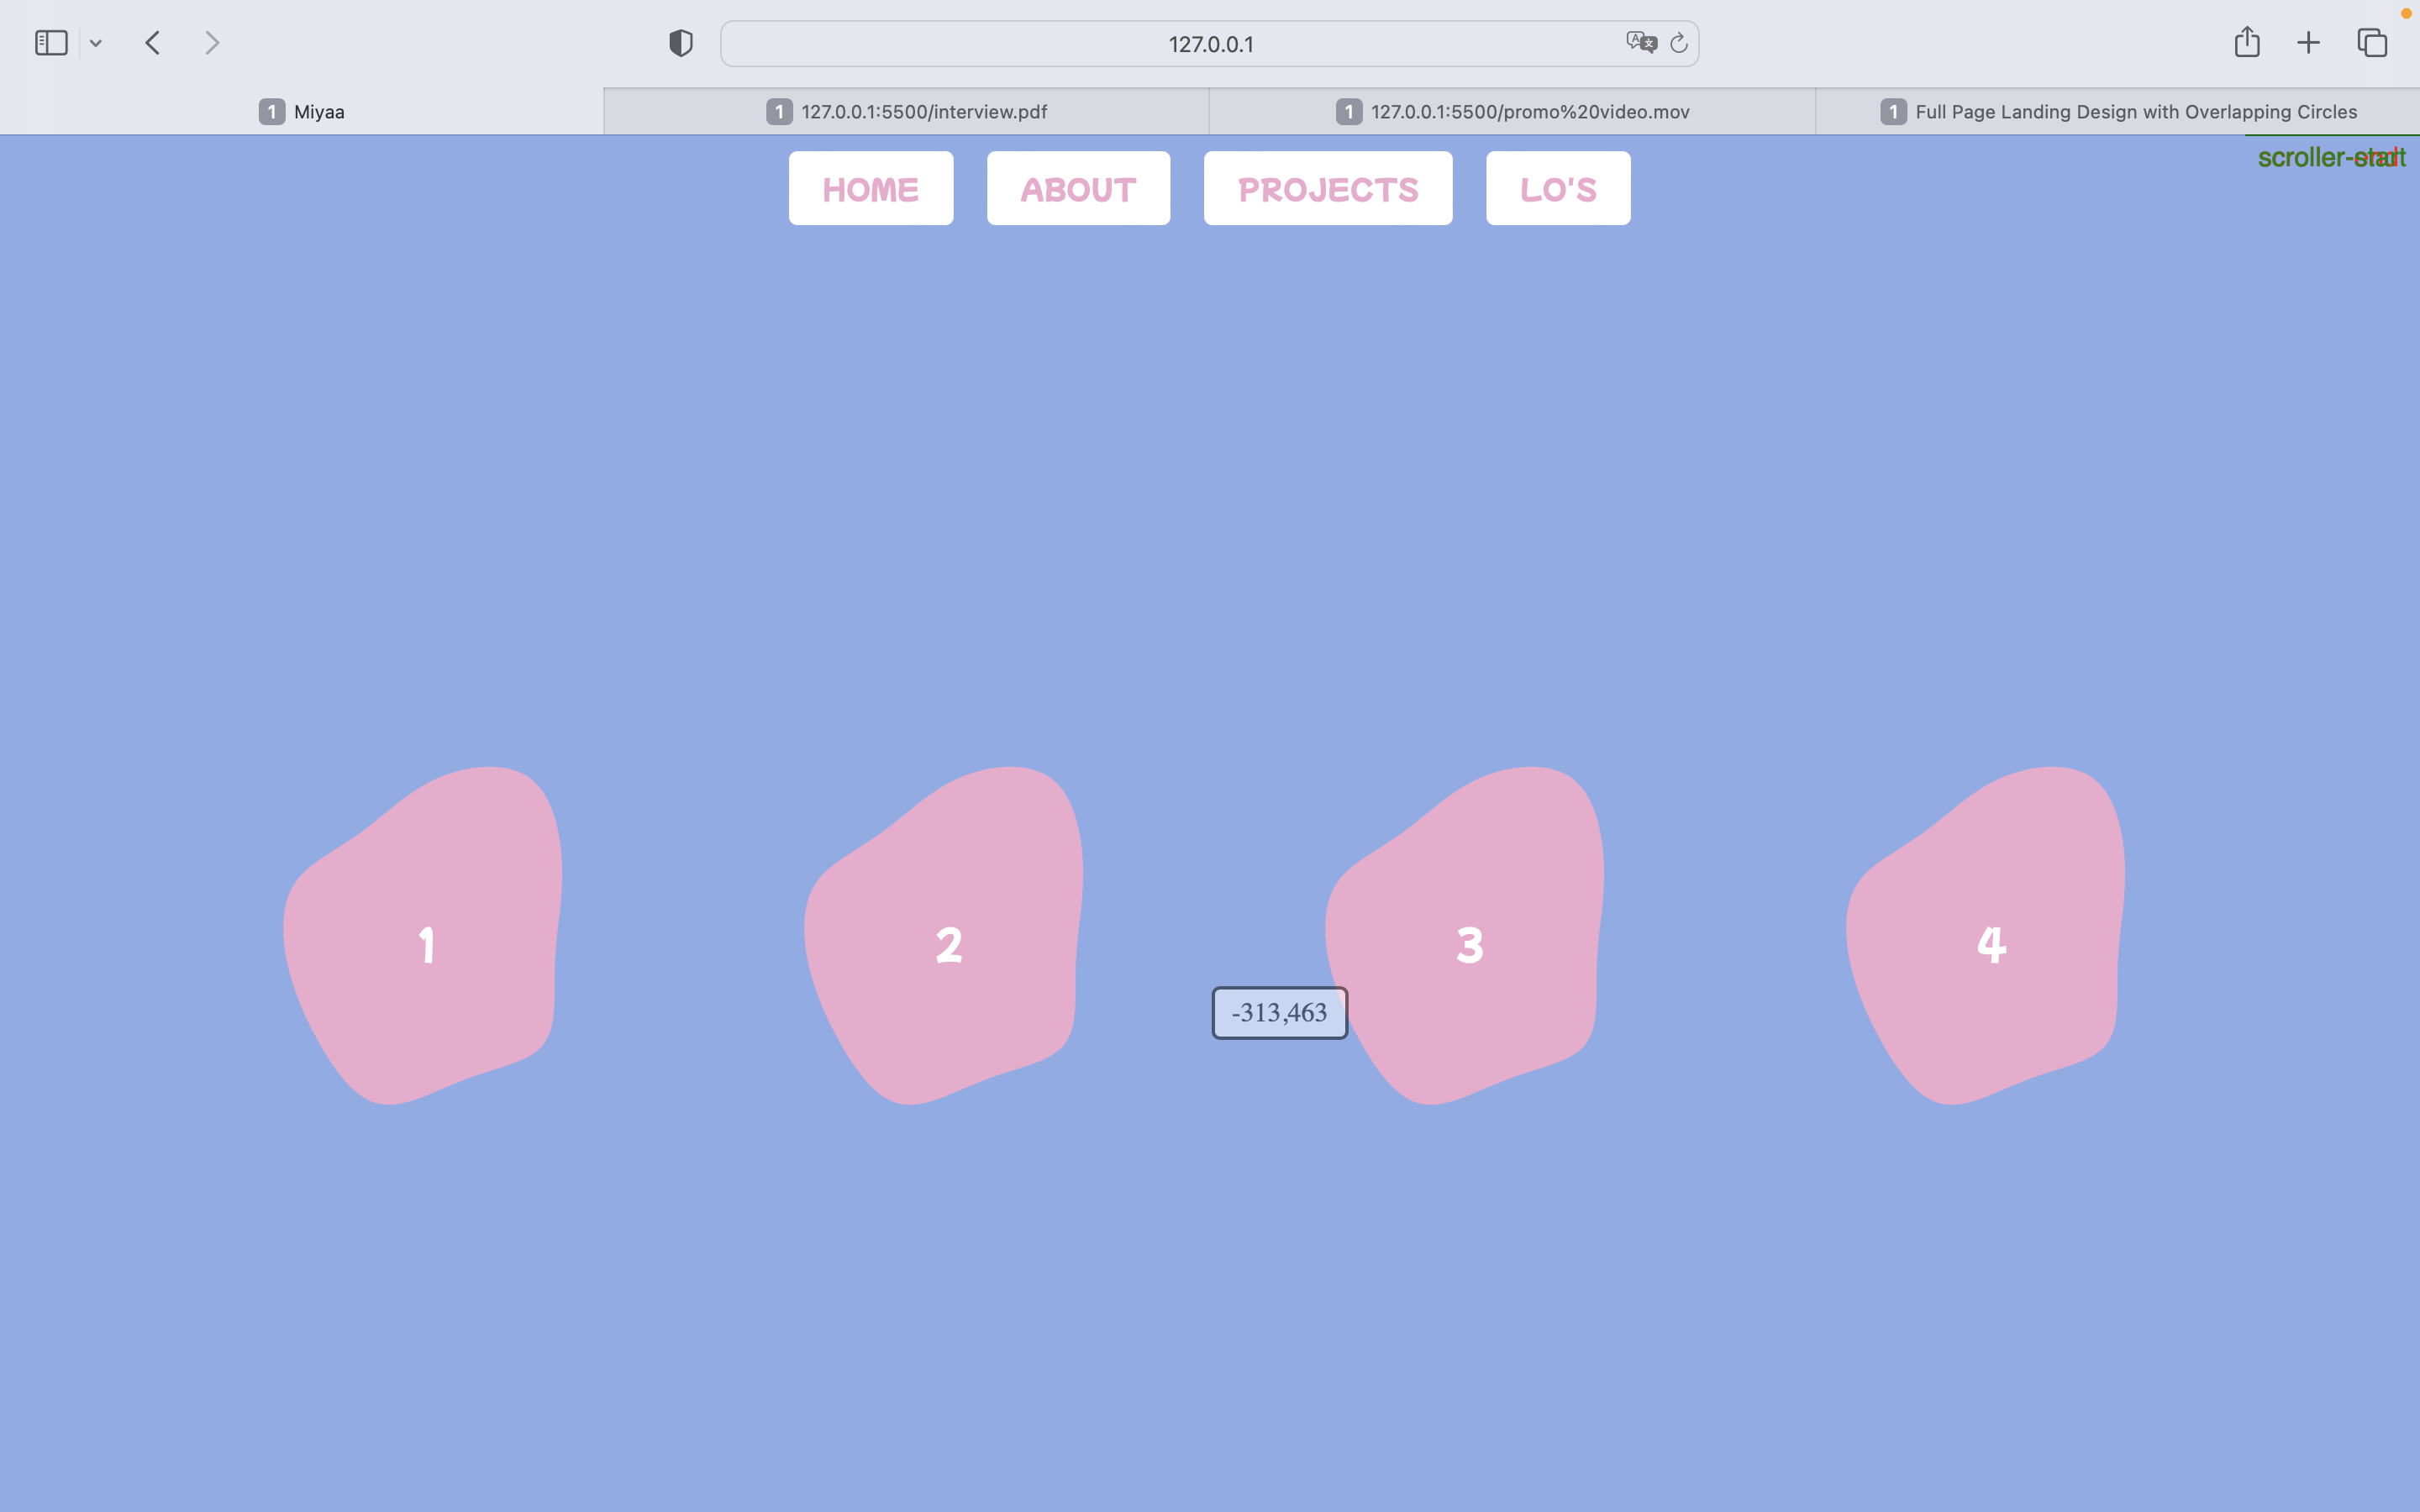 127.0.0.1
1 Miyaa
1 127.0.0.1:5500/interview.pdf
1 127.0.0.1:5500/promo%20video.mov
1 Full Page Landing Design with Overlapping Circles
scroller-start
HOME
ABOUT
PROJECTS
LO'S
1
2
3
4
-313,463